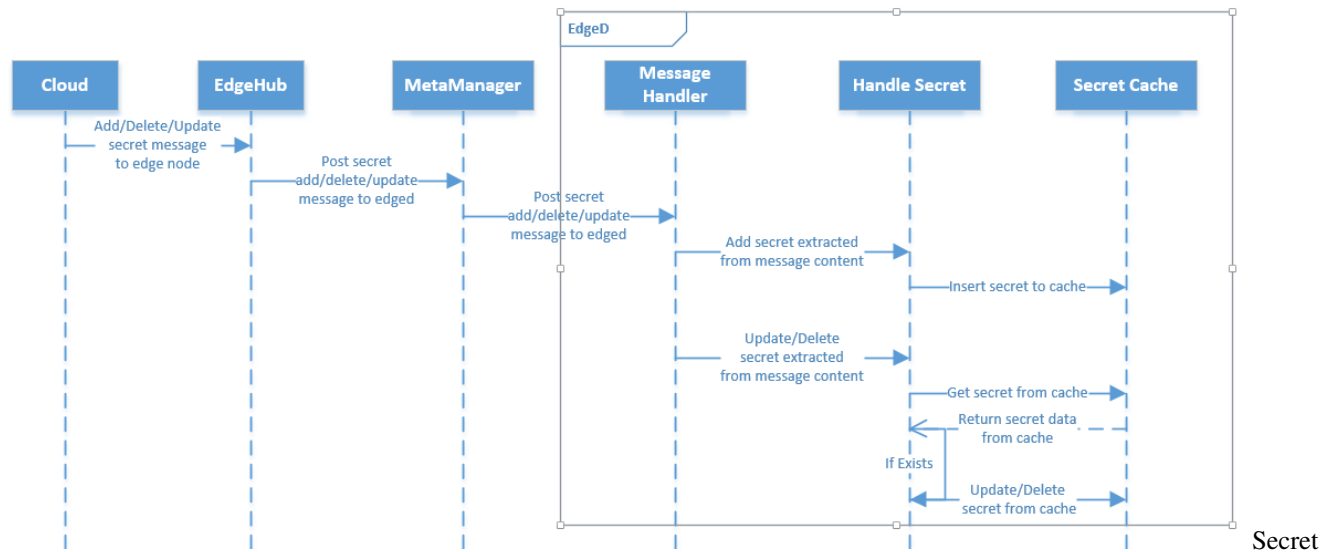 EdgeD
Cloud
EdgeHub
MetaManager
Message
Handler
Handle Secret
Secret Cache
Add/Delete/Update
secret message
to edge node
Post secret
add/delete/update
message to edged
Post secret
add/delete/update
message to edged
Add secret extracted
from message content
Insert secret to cache
Update/Delete
secret extracted
from message content
Get secret from cache
Return secret data
from cache
If Exists
Update/Delete
secret from cache
Secret